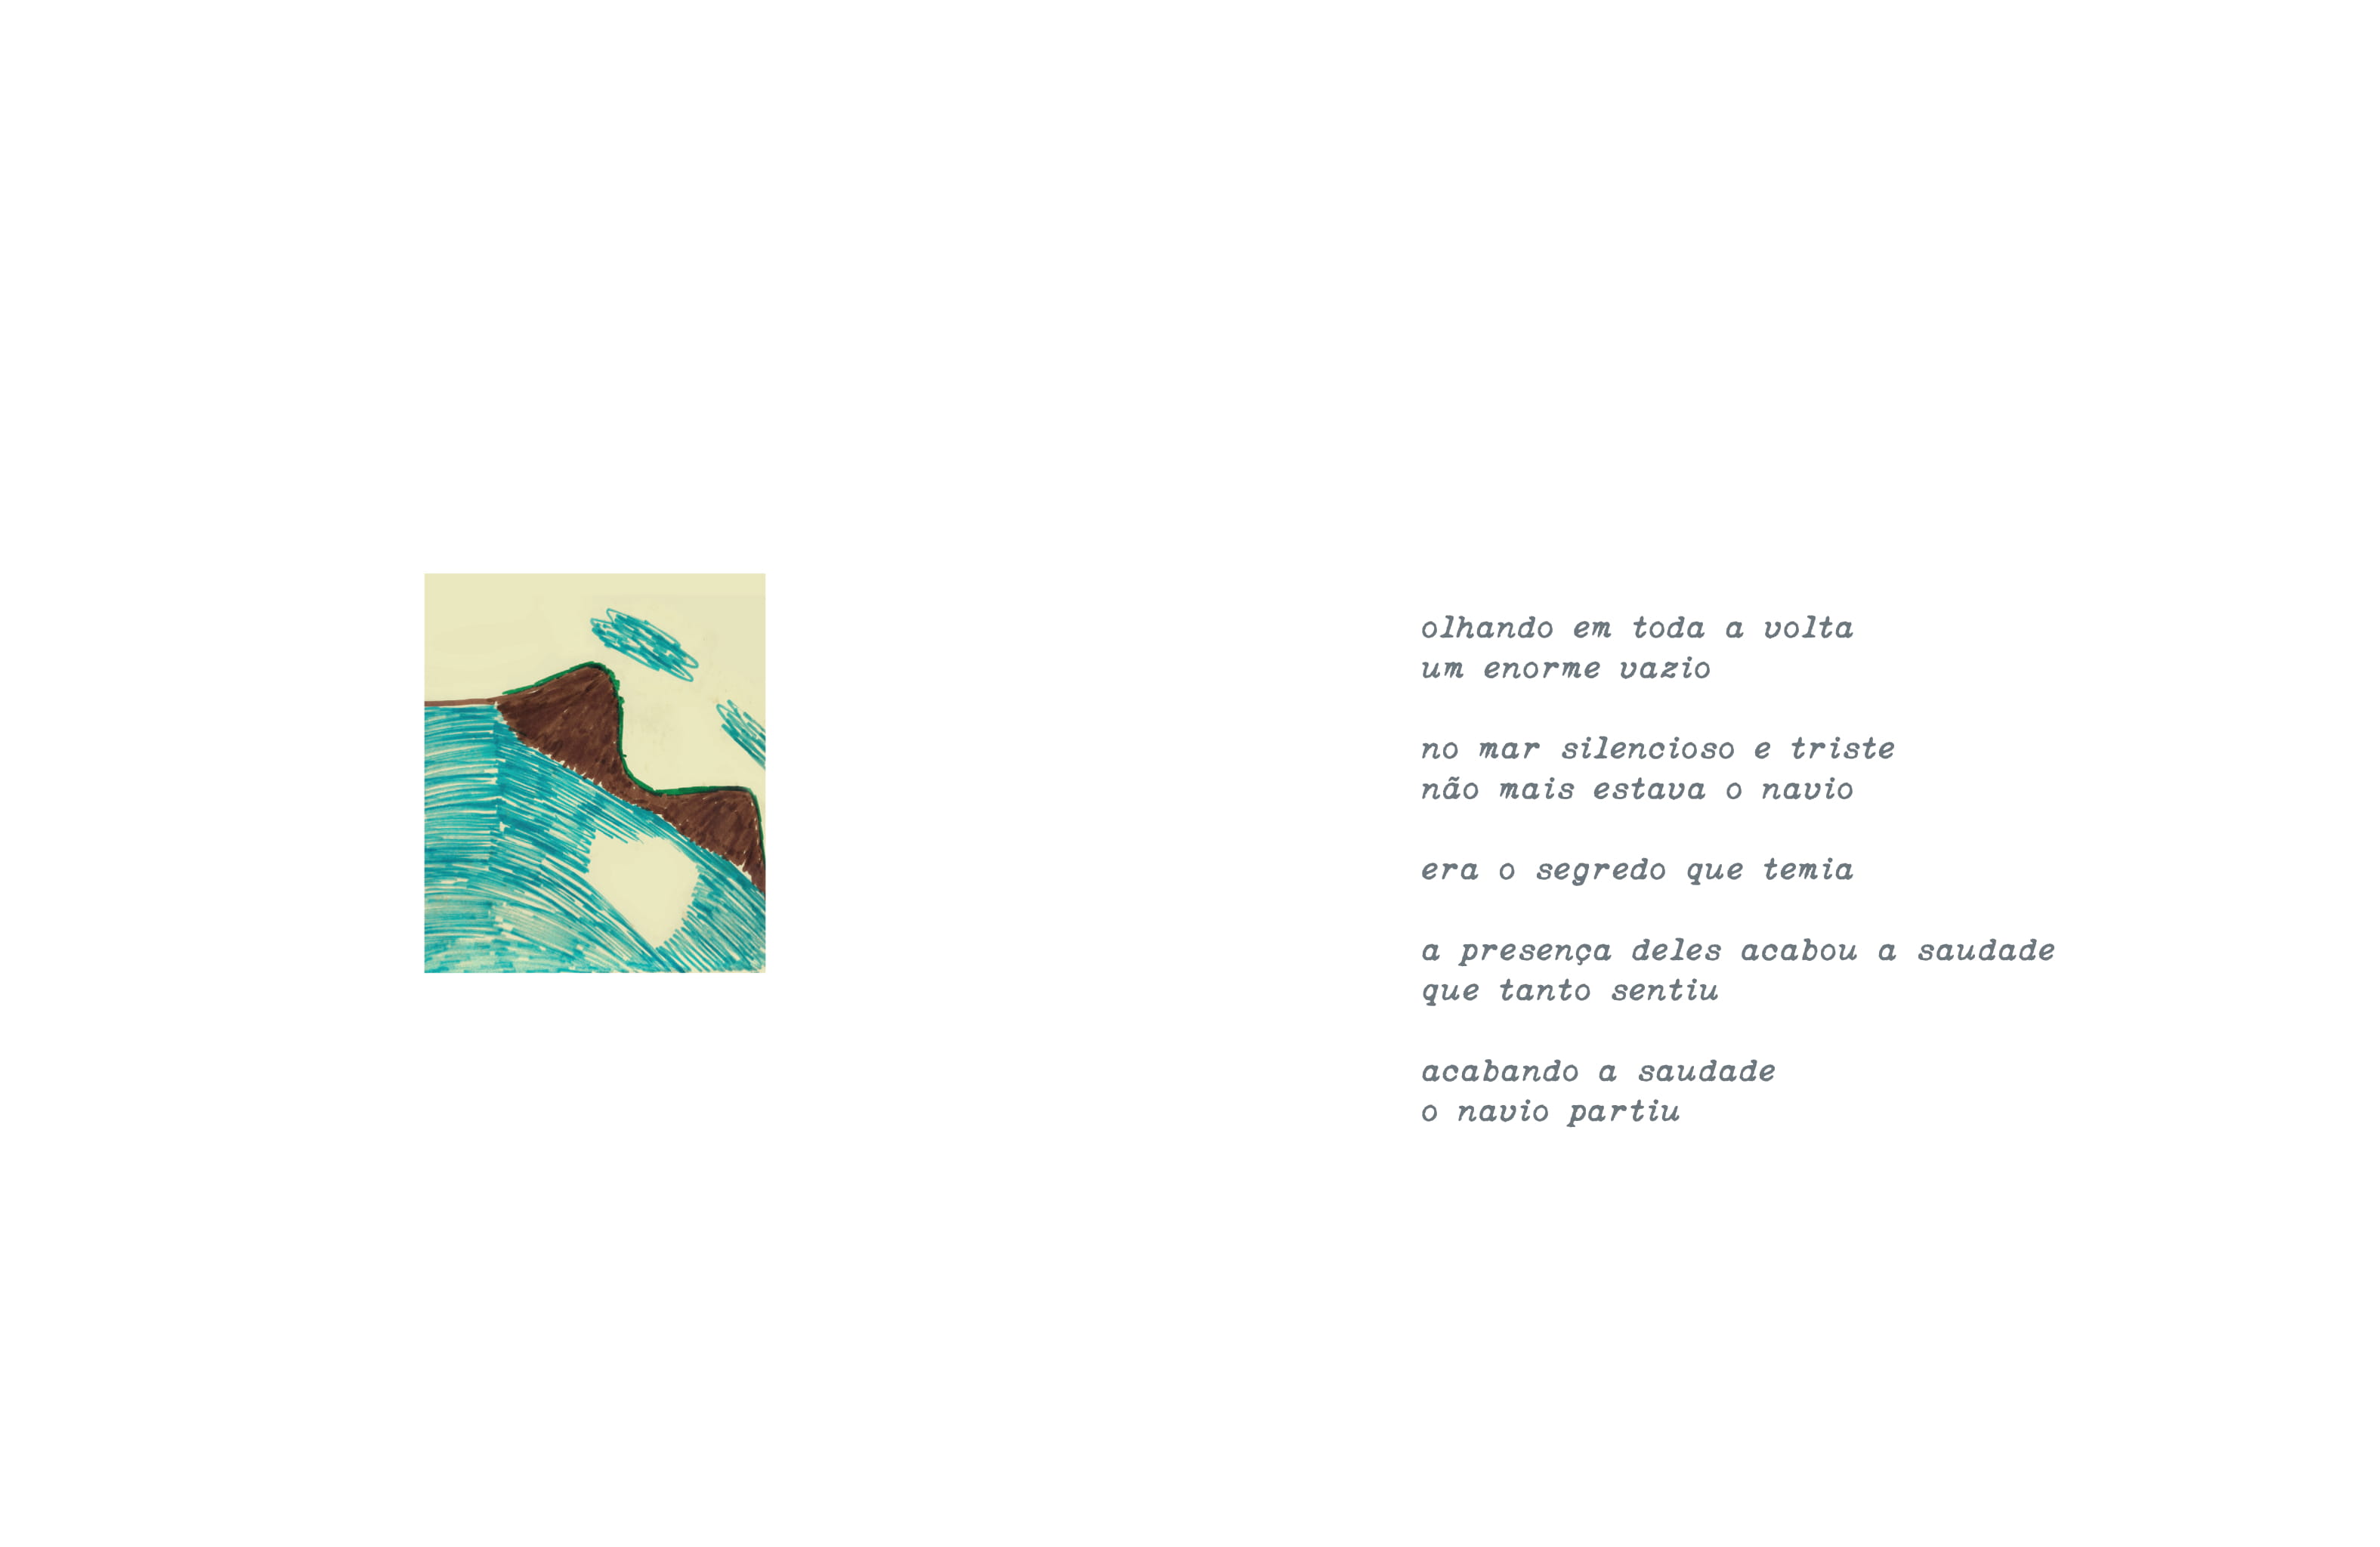 olhando em toda a volta
um enorme vazio
no mar silencioso e triste
não mais estava o navio
era o segredo que temia
a presença deles acabou a saudade
que tanto sentiu
acabando a saudade
o navio partiu